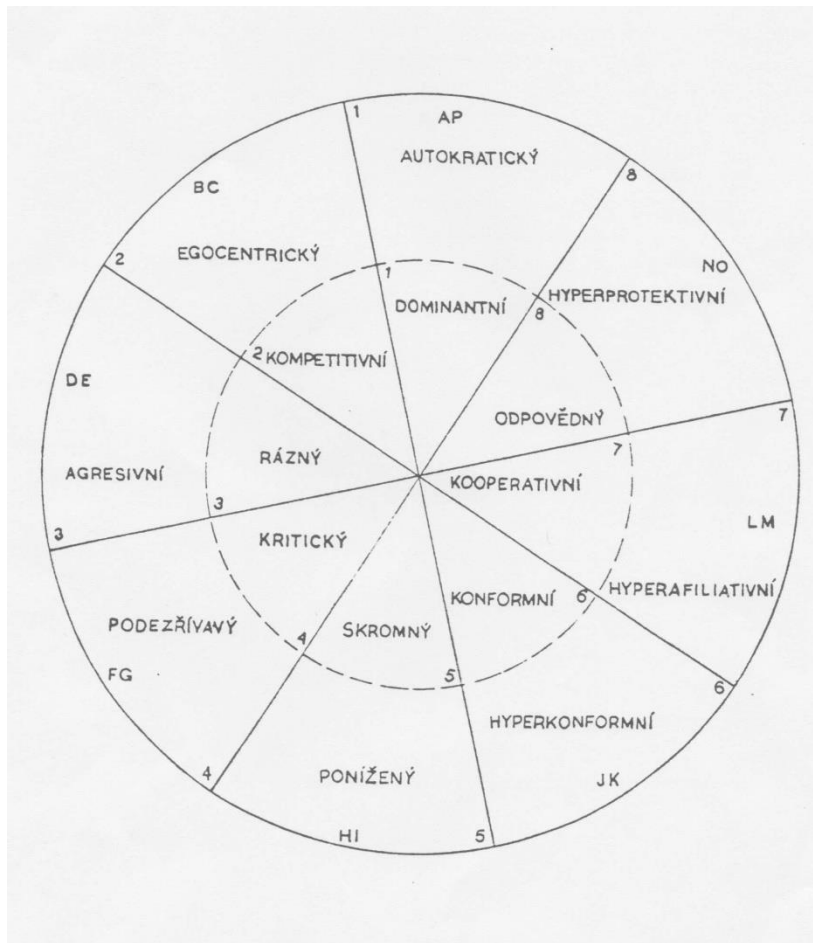 1
AP
AUTOKRATICKÝ
8
BC
EGOCENTRICKÝ
2
1
DOMINANTNÍ
NO
HYPERPROTEKTIVNÍ
8
2 KOMPETITIVNÍ
DE
AGRESIVNÍ
3
RÁZNÝ
3
ODPOVĚDNÝ
7
7
KOOPERATIVNÍ
LM
HYPERAFILIATIVNÍ
KRITICKÝ
KONFORMNÍ
6
6
PODEZŘÍVAVÝ
FG
4
SKROMNÝ
5
4
HYPERKONFORMNÍ
JK
PONÍŽENÝ
HI
5